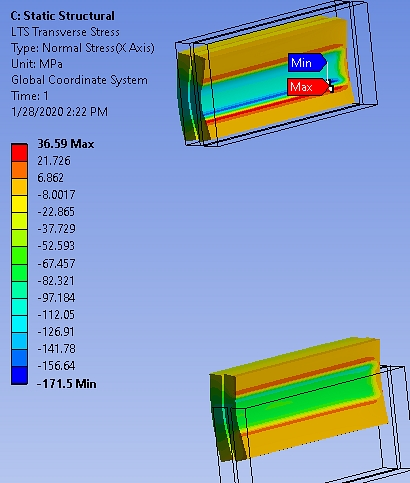 C: Static Structural
LTS Transverse Stress
Type: Normal Stress(X Axis)
Unit: MPa
Global Coordinate System
Time: 1
1/28/2020 2:22 PM
Min
Max
36.59 Max
21.726
6.862
-8.0017
-22.865
-37.729
-52.593
-67.457
-82.321
-97.184
-112.05
-126.91
-141.78
-156.64
-171.5 Min